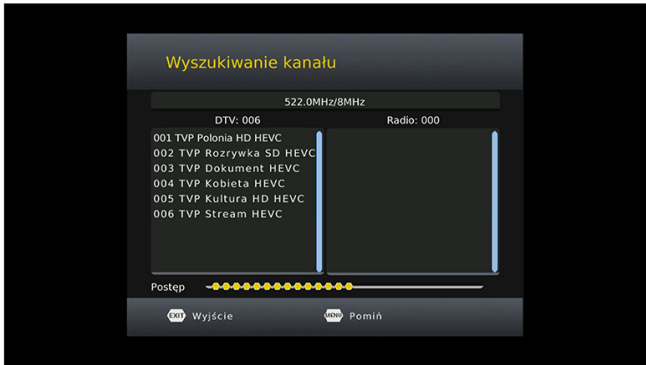 Wyszukiwanie kanału
522.0MHz/8MHz
DTV: 006
Radio: 000
001 TVP Polonia HD HEVC
002 TVP Rozrywka SD HEVC
003 TVP Dokument HEVC
004 TVP Kobieta HEVC
005 TVP Kultura HD HEVC
006 TVP Stream HEVC
Postęp
EXIT Wyjście
MENU Pomiń